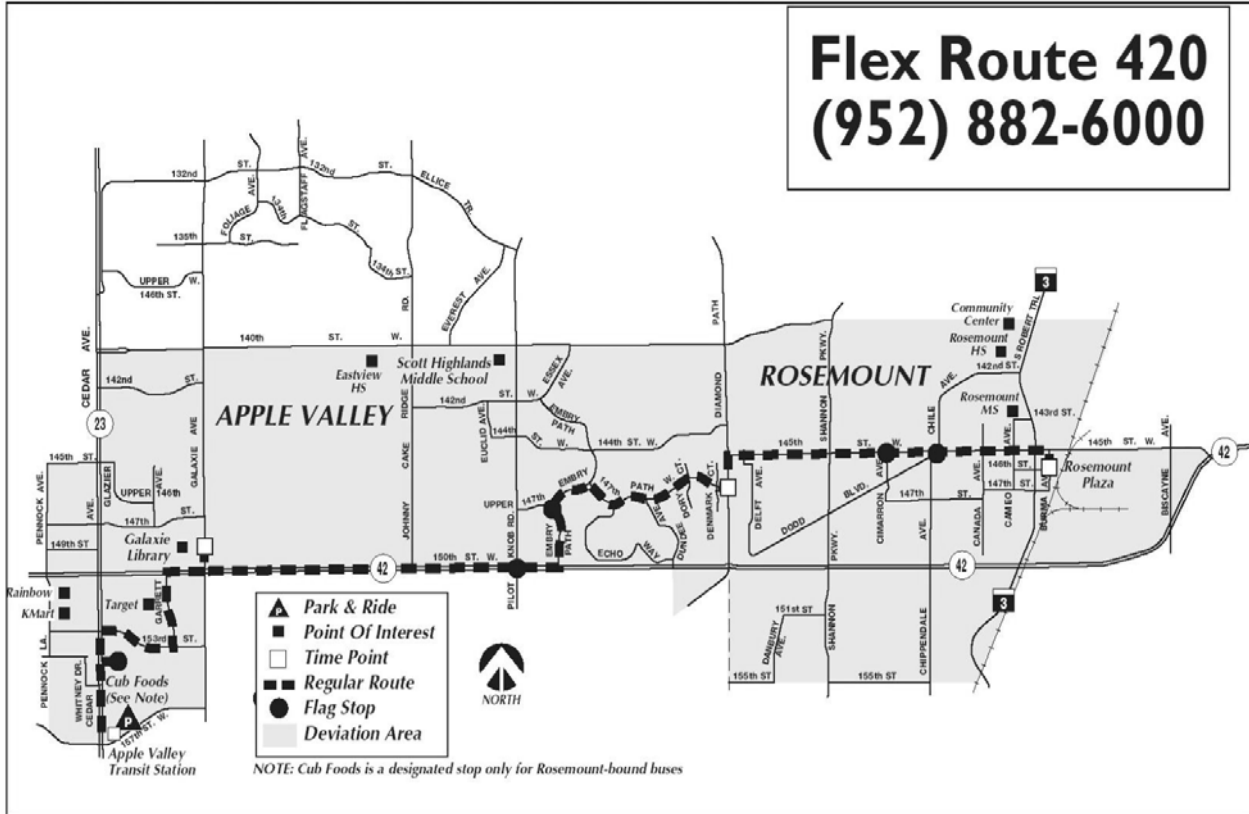 Flex Route 420
(952) 882-6000
132nd
ST.
132nd
ST.
ELLICE
TR.
FOLIAGE
AVE.
134th
FLAGSTAFF
AVE.
ST.
135th
ST.
134th ST.
UPPER
W.
146th ST.
EVEREST
AVE.
CEDAR
AVE.
RD.
140th
ST.
W.
Eastview
HS
Scott Highlands
Middle School
ESSEX
AVE.
PATH
DIAMOND
SHANNON
PKWY.
Community
Center
3
S ROBERT TRL
Rosemount
HS
142nd ST.
ROSEMOUNT
APPLE VALLEY
142nd
ST.
23
GALAXIE
AVE
RIDGE
CAKE
JOHNNY
142nd
ST.
W.
EUCLID AVE.
144th
ST.
W.
EMBRY
PATH
144th ST. W.
CHILE
AVE.
Rosemount
MS
143rd ST.
AVE.
145th
ST.
W.
145th
ST. W.
42
BISCAYNE
AVE.
145th
ST.
PENNOCK AVE.
GLAZIER
AVE.
UPPER
146th
AVE.
147th
ST.
149th ST
Galaxie
Library
UPPER
147th
EMBRY
147th
PATH
W.
EMBRY
PATH
ECHO
WAY
DUNDEE
AVE.
DORY
CT.
DENMARK
CT.
DELFT
AVE.
DODD
BLVD.
CIMARRON
AVE
147th
ST.
CANADA
AVE
CAMEO
146th
147th
ST.
ST.
BURMA
AV
Rosemount
Plaza
CHIPPENDALE
AVE.
42
150th
ST. W.
PILOT
KNOB RD.
42
PKWY.
SHANNON
3
Rainbow
KMart
Target
GARRETT
153rd
ST.
PENNOCK
LA.
WHITNEY DR.
CEDAR
Cub Foods
(See Note)
P
157th ST. W.
Apple Valley
Transit Station
151st ST
DANBURY
AVE.
155th ST
155th ST
P Park & Ride
Point Of Interest
Time Point
Regular Route
Flag Stop
Deviation Area
NORTH
NOTE: Cub Foods is a designated stop only for Rosemount-bound buses